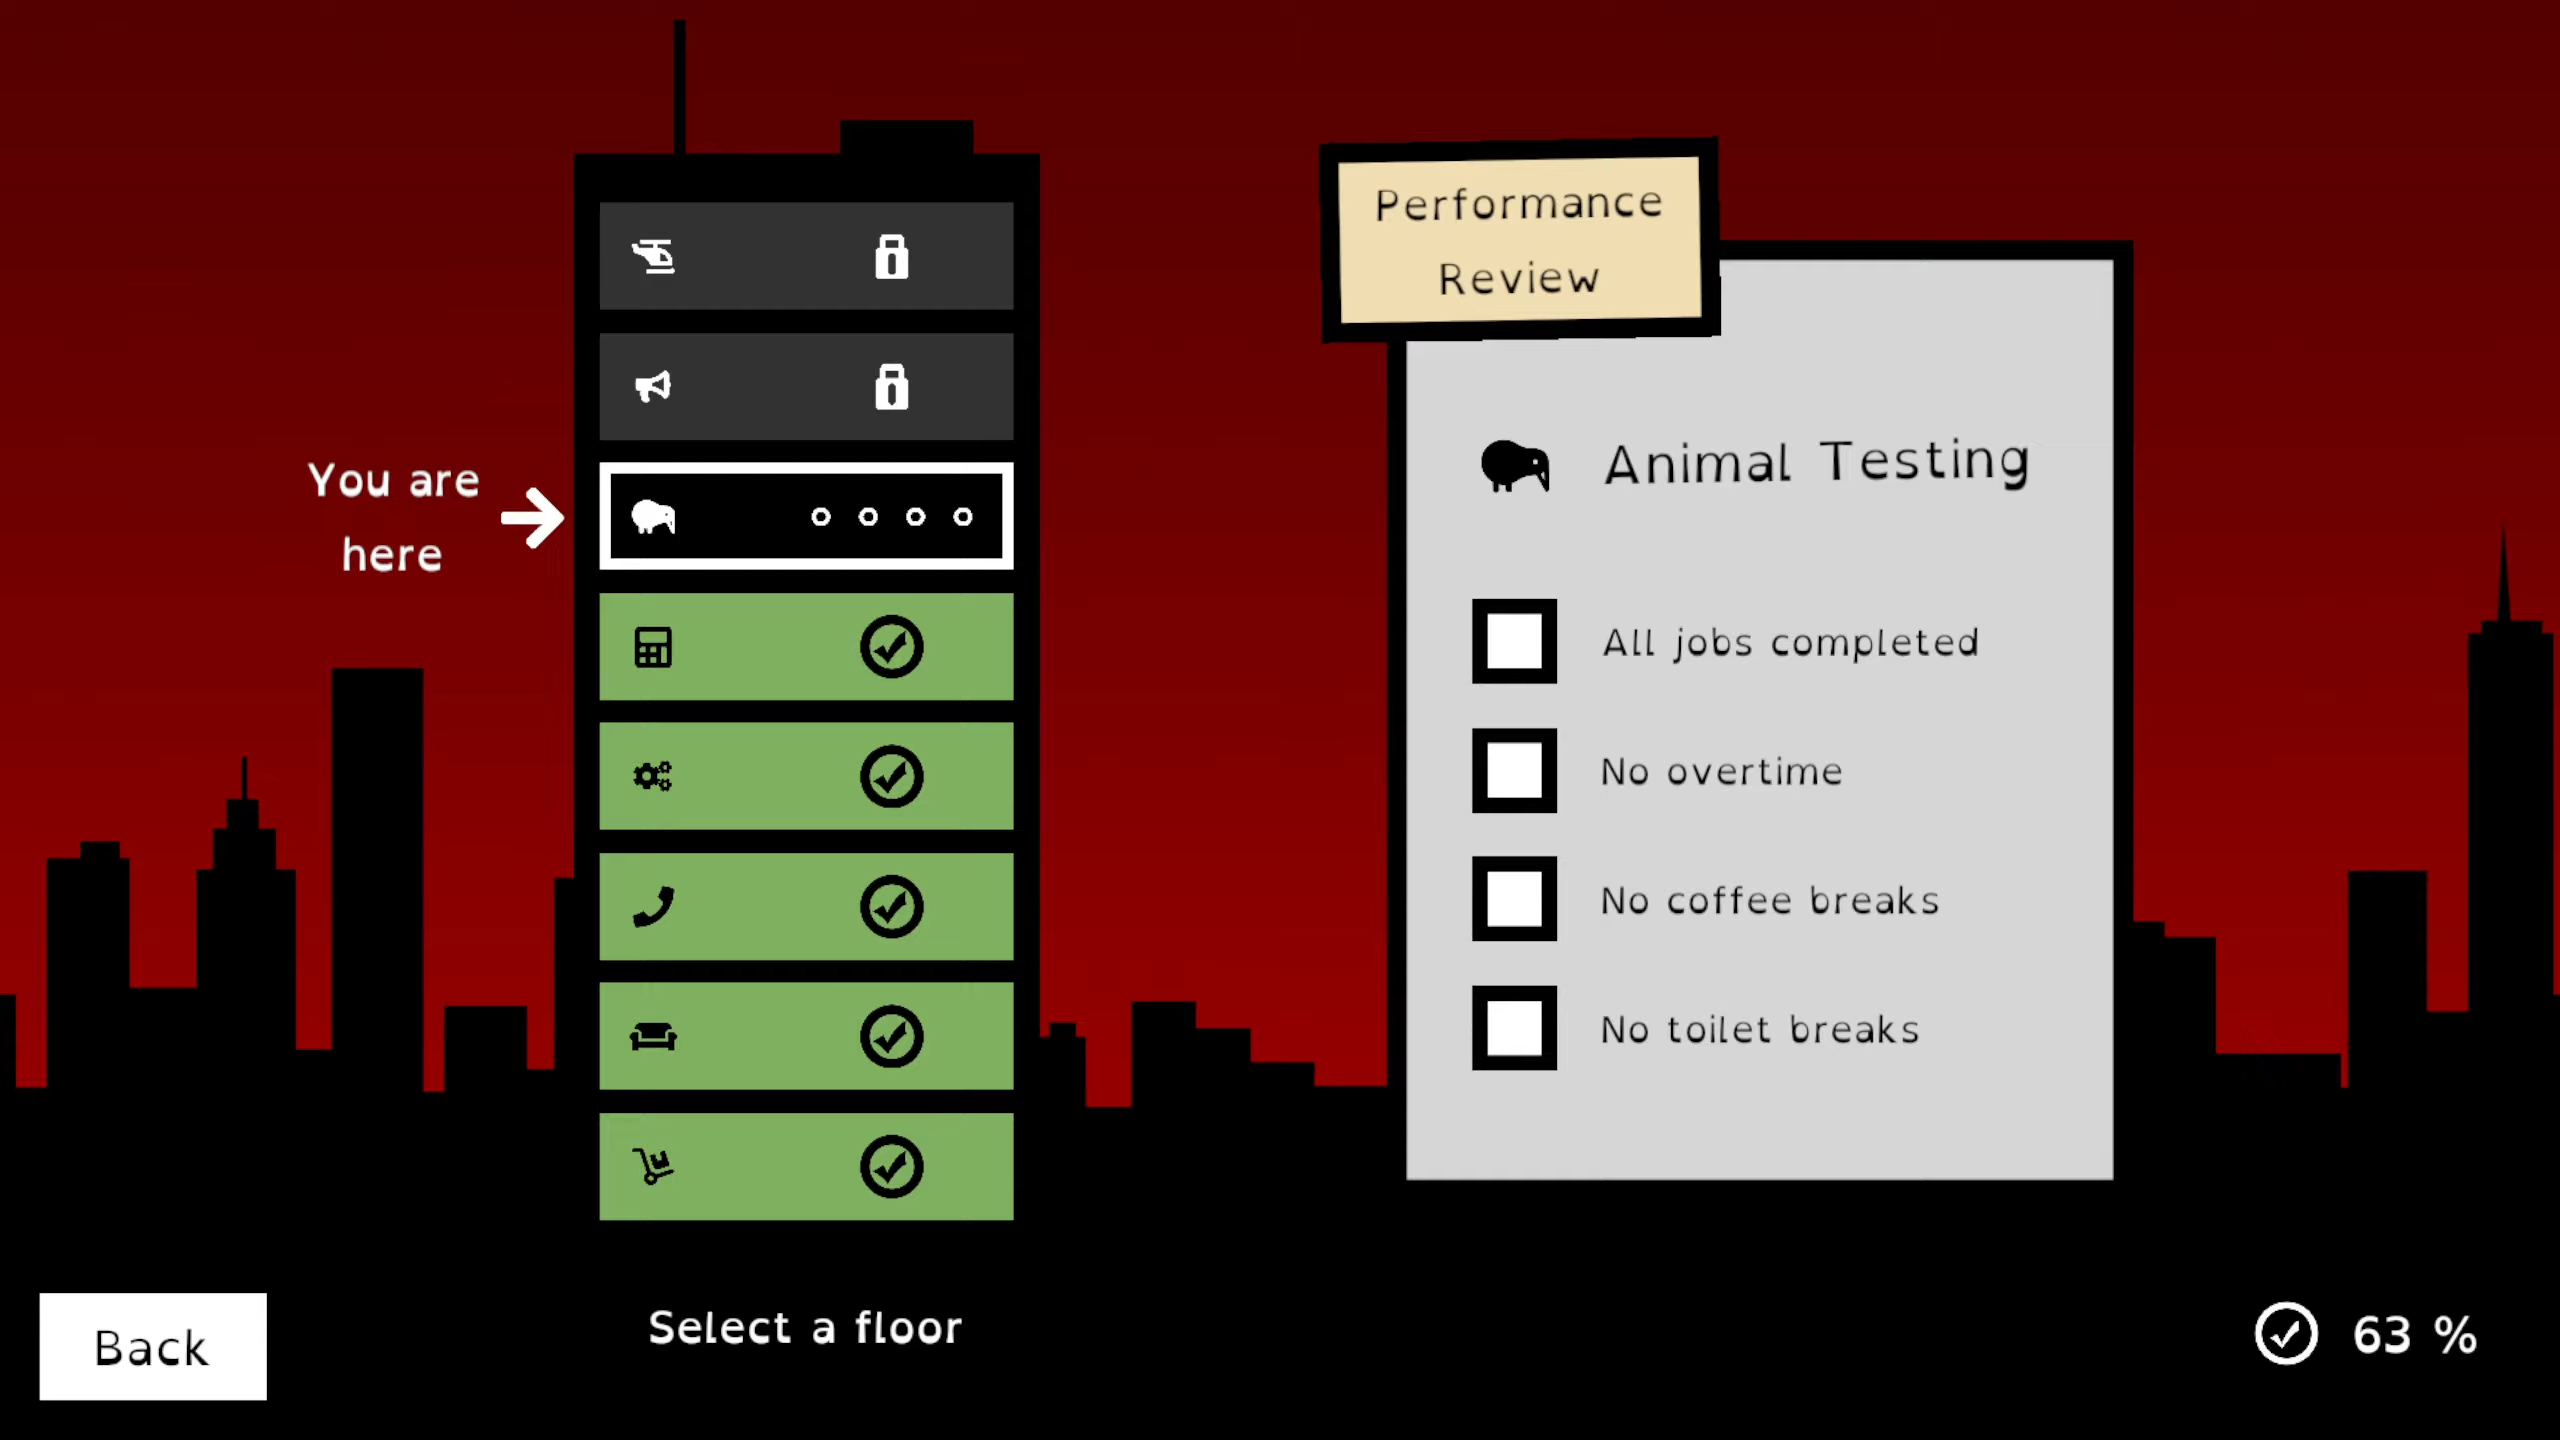 Performance
Review
You are
here
Animal Testing
All jobs completed
No overtime
No coffee breaks
No toilet breaks
Back
Select a floor
63 %